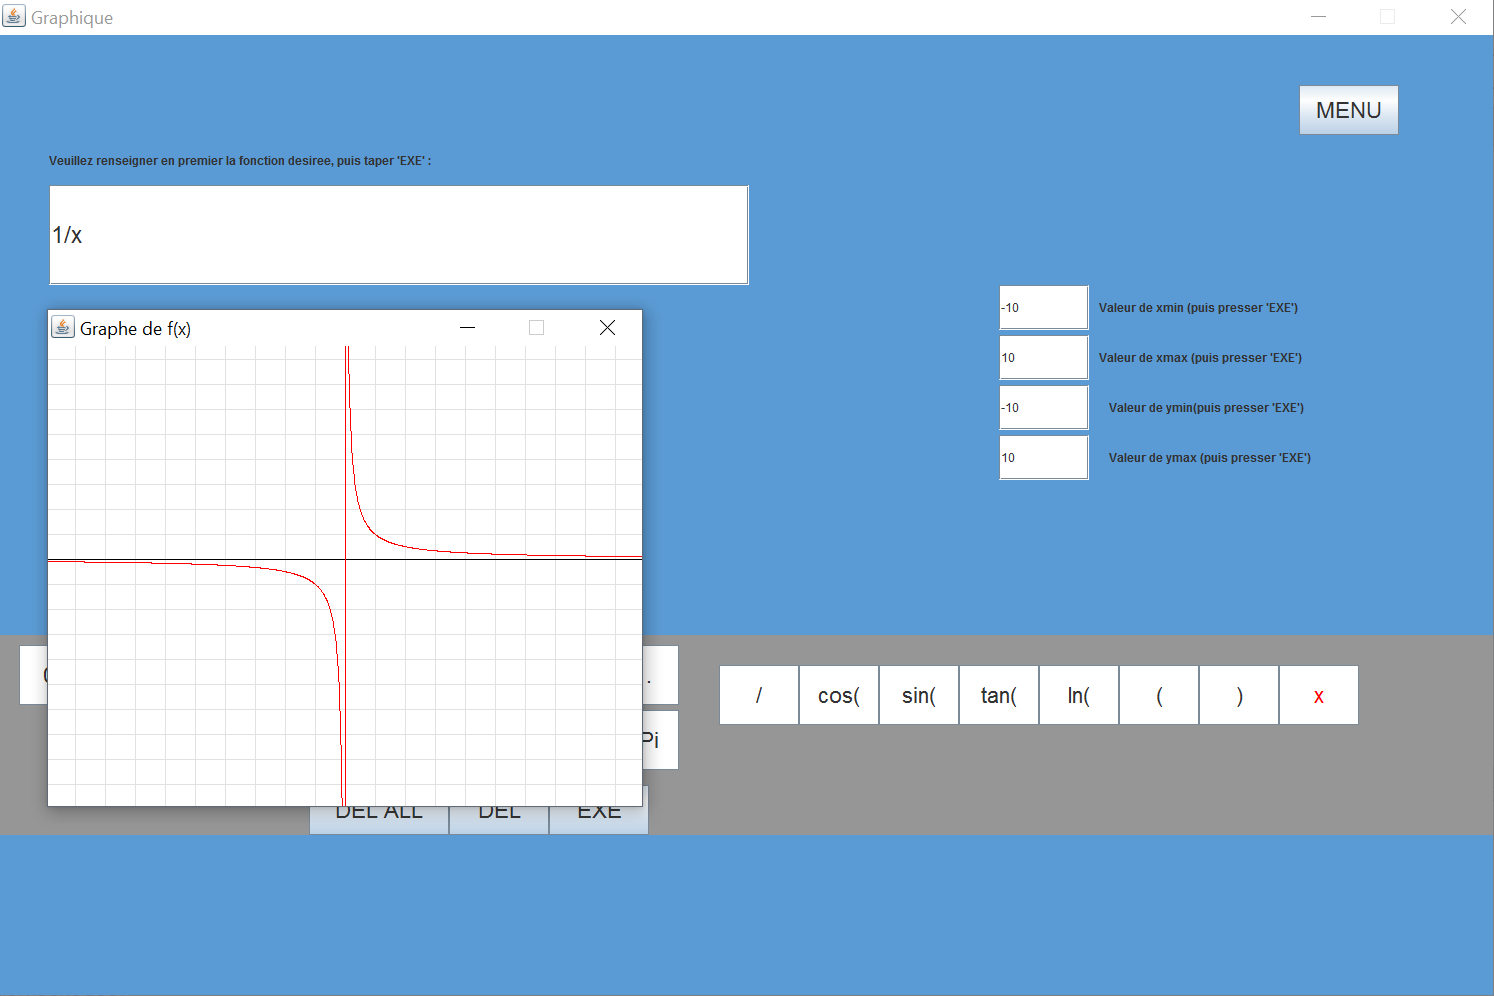 Graphique
MENU
Veuillez renseigner en premier la fonction desiree, puis taper 'EXE' :
1/x
-10 Valeur de xmin (puis presser 'EXE')
10 Valeur de xmax (puis presser 'EXE')
-10 Valeur de ymin(puis presser 'EXE')
10 Valeur de ymax (puis presser 'EXE')
Graphe de f(x)
.
/ cos( sin( tan( ln( ( ) x
Pi
DEL ALL DEL EXE